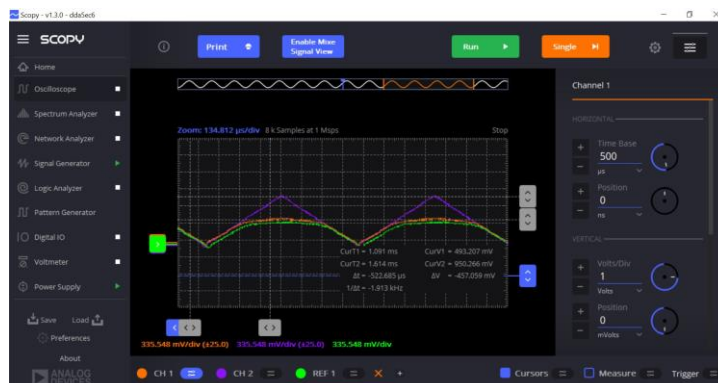 Scopy - v1.3.0 - dda5ec6
SCOPY
Print
Enable Mixe
Signal View
Run
Single
Home
Oscilloscope
Spectrum Analyzer
Network Analyzer
Signal Generator
Logic Analyzer
Pattern Generator
Digital IO
Voltmeter
Power Supply
Save
Load
Preferences
About
ANALOG
DEVICES
Zoom: 134.812 µs/div 8 k Samples at 1 Msps
Stop
CurT1 = 1.091 ms
CurV1 = 493.207 mV
CurT2 = 1.614 ms
CurV2 = 950.266 mV
Δt = -522.685 µs
ΔV = -457.059 mV
1/Δt = -1.913 kHz
335.548 mV/div (±25.0) 335.548 mV/div (±25.0) 335.548 mV/div
CH 1
CH 2
REF 1
Cursors
Measure
Trigger
Channel 1
HORIZONTAL
Time Base
500
µs
Position
0
ns
VERTICAL
Volts/Div
1
Volts
Position
0
mVolts